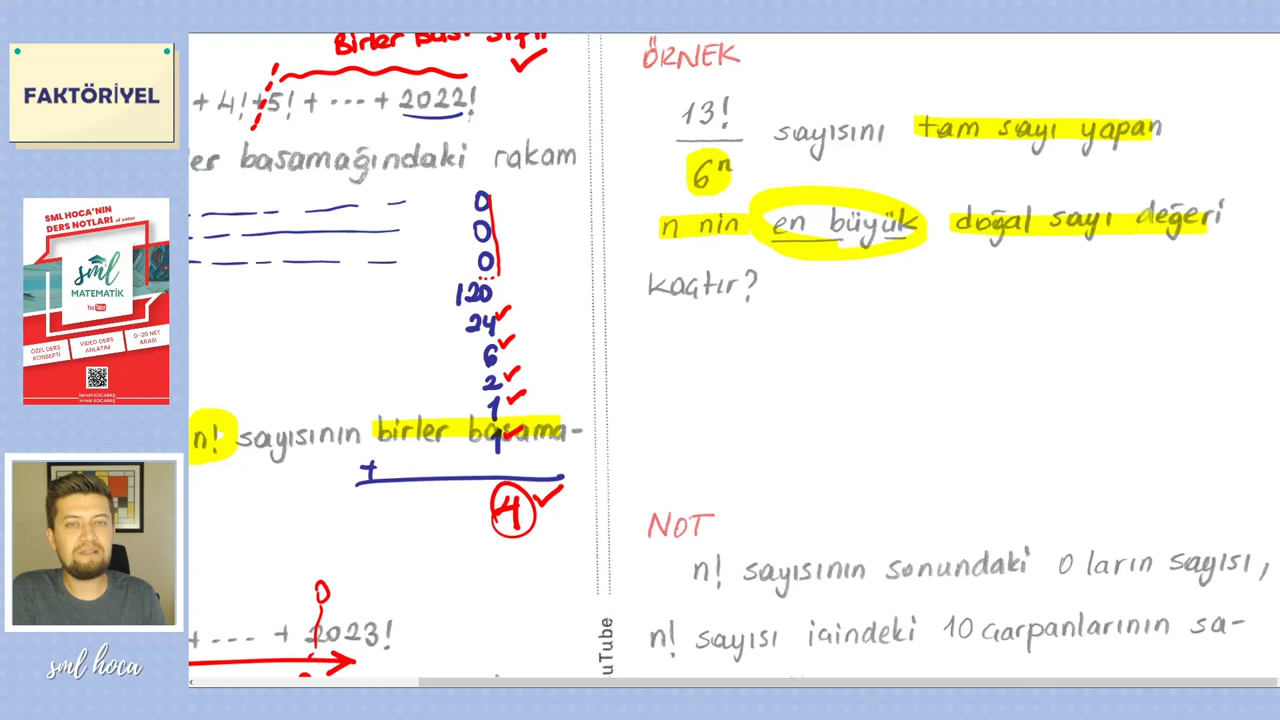 FAKTÖRİYEL
SML HOCA'NIN
DERS NOTLARI
sml
MATEMATİK
YouTube
ÖZEL DERS
KONSEPTİ
VIDEO DERS
ANLATIM
0-20 NET
ARASI
sml hoca
Birler
+ 4! + 5! + ---- + 2022!
er basamağındaki rakam
0
0
0
120
24
6
2
1
n! sayısının birler basama-
1
+
4
0
+ ---- + 2023!
uTube
ÖRNEK
13!
6ⁿ
sayısını tam sayı yapan
n nin en büyük doğal sayı değeri
kaçtır?
NOT
n! sayısının sonundaki 0 ların sayısı,
n! sayısı içindeki 10 çarpanlarının sa-